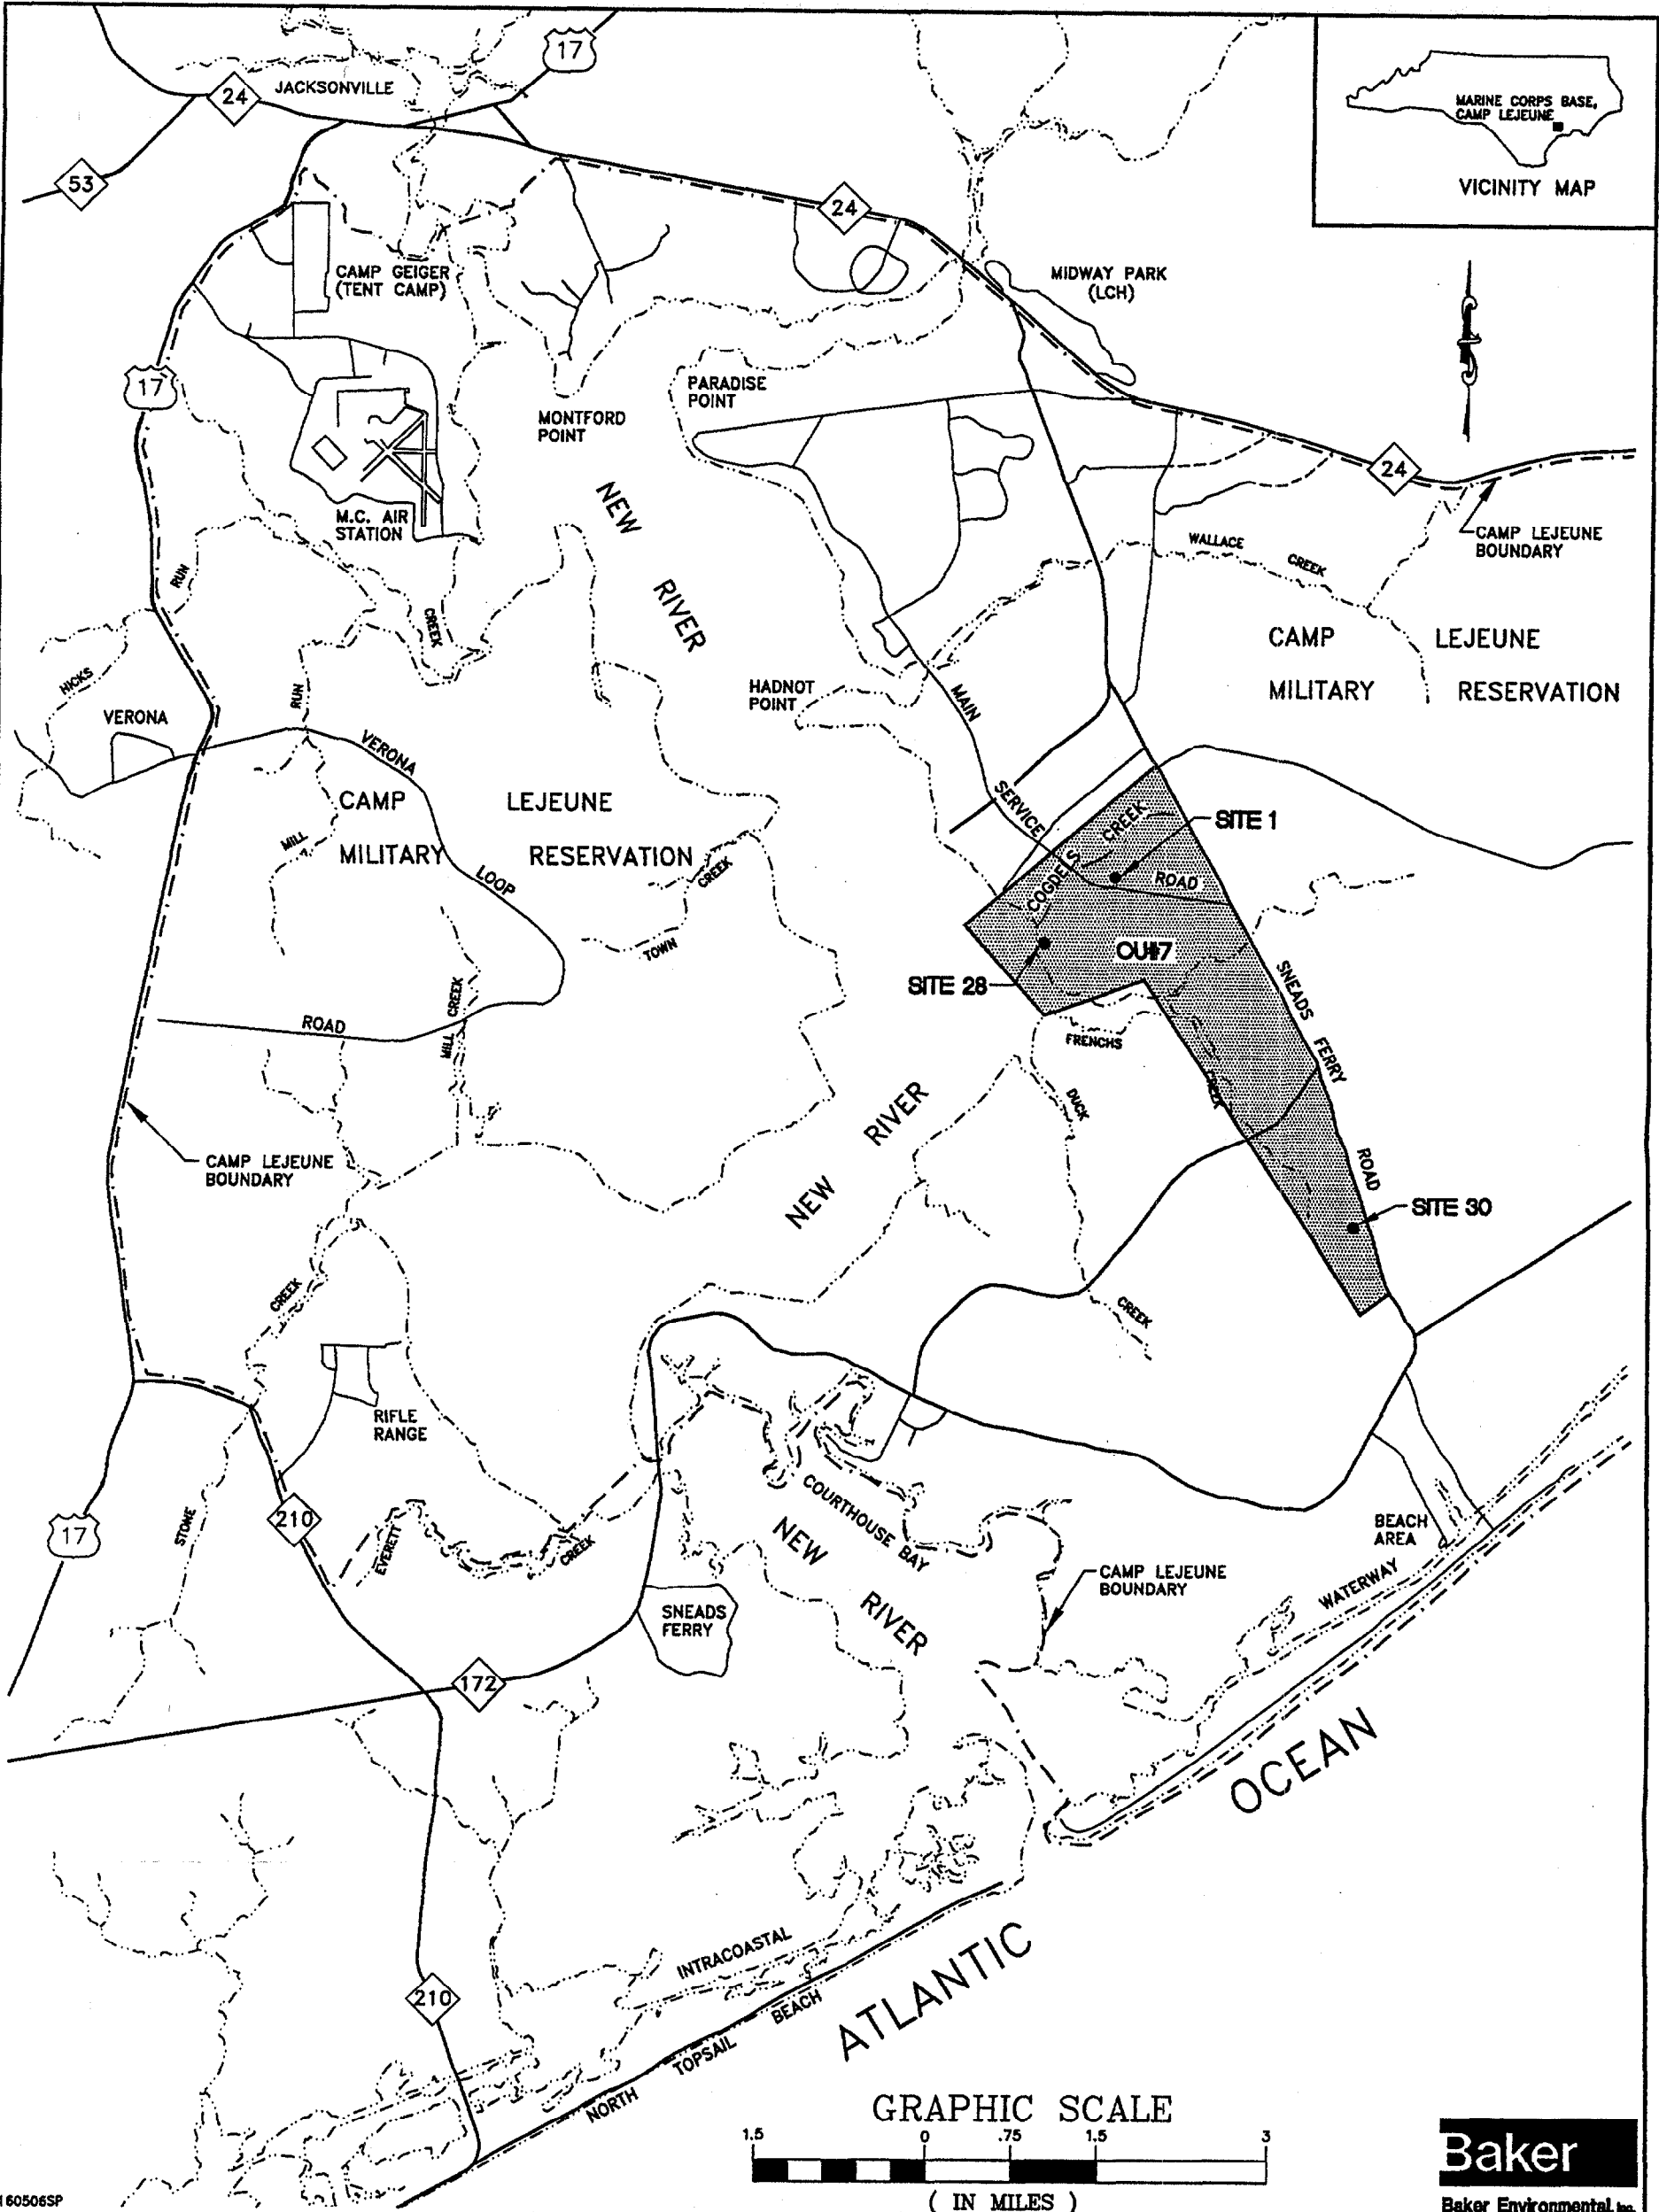 17
JACKSONVILLE
24
53
MARINE CORPS BASE,
CAMP LEJEUNE
VICINITY MAP
24
CAMP GEIGER
(TENT CAMP)
MIDWAY PARK
(LCH)
17
PARADISE
POINT
MONTFORD
POINT
24
NEW
RIVER
M.C. AIR
STATION
CAMP LEJEUNE
BOUNDARY
WALLACE
CREEK
RUN
CREEK
CAMP LEJEUNE
MILITARY RESERVATION
HICKS
RUN
HADNOT
POINT
MAIN
VERONA
VERONA
CAMP LEJEUNE
MILITARY RESERVATION
SERVICE
CREEK
SITE 1
MILL
LOOP
CREEK
COGDELS
ROAD
TOWN
OU#7
SITE 28
SNEADS
CREEK
ROAD
MILL
FRENCHS
FERRY
CREEK
DUCK
NEW RIVER
CAMP LEJEUNE
BOUNDARY
ROAD
SITE 30
CREEK
CREEK
RIFLE
RANGE
COURTHOUSE BAY
210
17
STONE
EVERETT
CREEK
NEW
RIVER
BEACH
AREA
CAMP LEJEUNE
BOUNDARY
WATERWAY
SNEADS
FERRY
172
OCEAN
INTRACOASTAL
210
ATLANTIC
NORTH TOPSAIL BEACH
GRAPHIC SCALE
1.5 0 .75 1.5 3
( IN MILES )
Baker
Baker Environmental, Inc.
160506SP